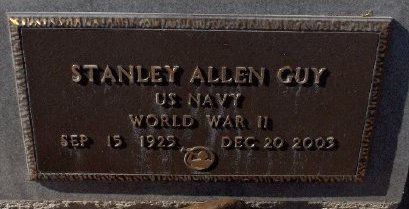 STANLEY ALLEN GUY
US NAVY
WORLD WAR II
SEP 15 1925 DEC 20 2003